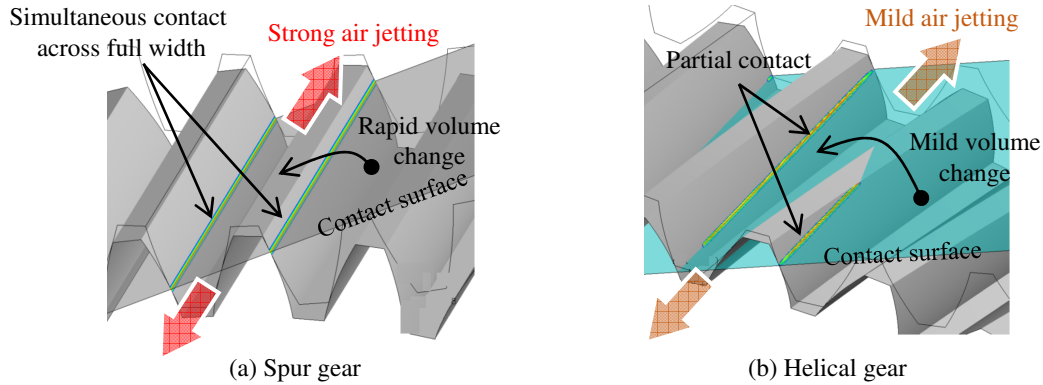 Simultaneous contact
across full width
Strong air jetting
Rapid volume
change
Contact surface
(a) Spur gear
Mild air jetting
Partial contact
Mild volume
change
Contact surface
(b) Helical gear